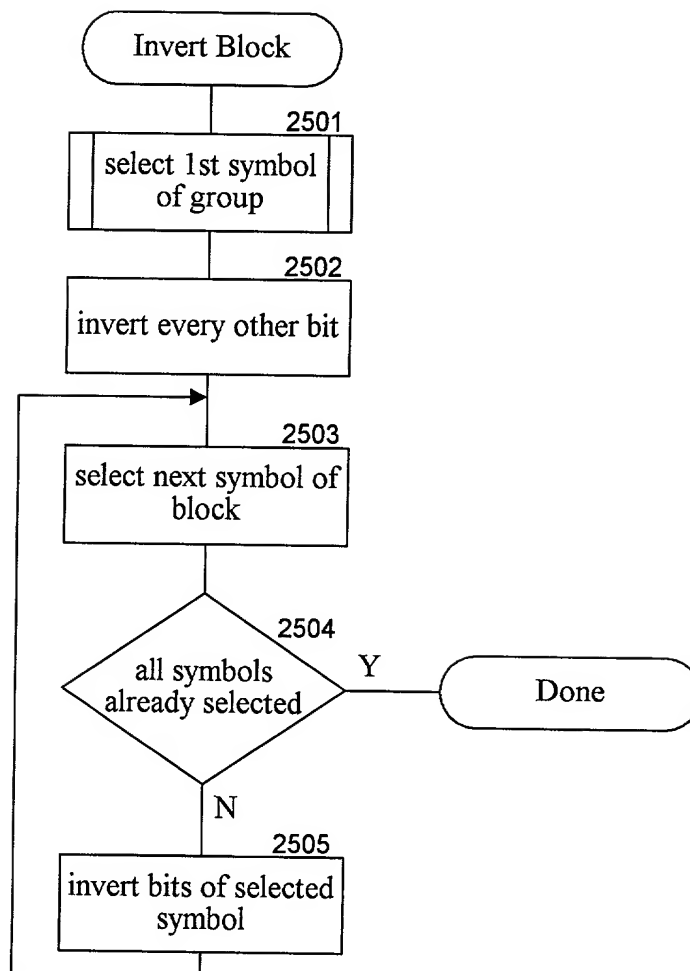 Invert Block
2501
select 1st symbol
of group
2502
invert every other bit
2503
select next symbol of
block
2504
all symbols
already selected
Y
Done
N
2505
invert bits of selected
symbol